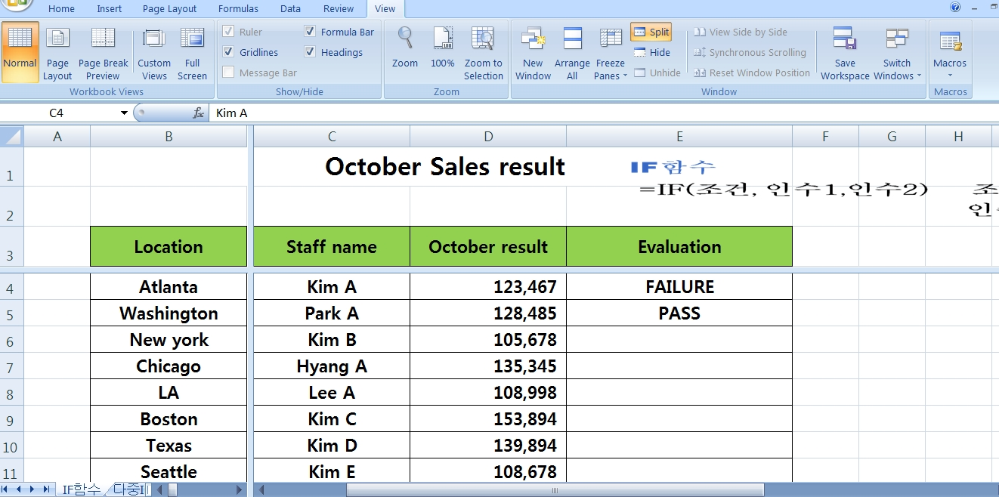 Home Insert Page Layout Formulas Data Review View
Normal Page Layout Page Break Preview Custom Views Full Screen
Workbook Views
Ruler Formula Bar
Gridlines Headings
Message Bar
Show/Hide
Zoom 100% Zoom to Selection
Zoom
New Window Arrange All Freeze Panes
Split
Hide
Unhide
View Side by Side
Synchronous Scrolling
Reset Window Position
Save Workspace Switch Windows
Window
Macros
Macros
C4 fx Kim A
A B C D E F G H
1 October Sales result IF함수
=IF(조건, 인수1,인수2) 조
2 인
3 Location Staff name October result Evaluation
4 Atlanta Kim A 123,467 FAILURE
5 Washington Park A 128,485 PASS
6 New york Kim B 105,678
7 Chicago Hyang A 135,345
8 LA Lee A 108,998
9 Boston Kim C 153,894
10 Texas Kim D 139,894
11 Seattle Kim E 108,678
IF함수 다중I